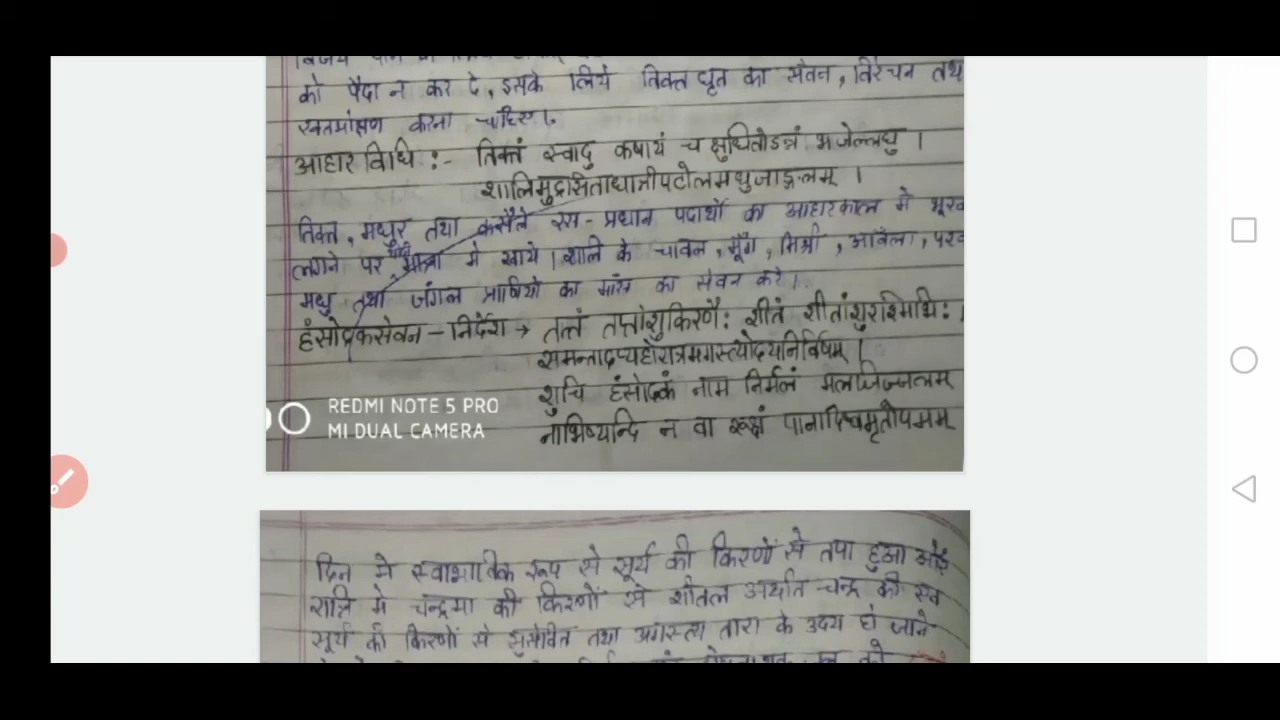 को पैदा न कर दे, इसके लिये तिक्त घृत का सेवन, विरेचन तथ
रक्तमोक्षण करना चाहिए।
आहार विधि :- तिक्तं स्वादु कषायं च क्षुधितोऽन्नं भजेल्लघु ।
शालिमुद्गसिताधात्रीपटोलमधुजाङ्गलम् ।
तिक्त, मधुर तथा कसैले रस-प्रधान पदार्थो का आहारकाल मे भूख
लगने पर थोडी मात्रा मे खाये । शालि के चावल, मूँग, मिश्री, आवँला, परव
मधु तथा जंगल प्राणियो का मांस का सेवन करे।
हंसोदकसेवन - निर्देश → तप्तं तप्तांशुकिरणैः शीतं शीतांशुरश्मिभिः ।
समन्तादप्यहोरात्रमगस्त्योदयनिर्विषम् ।
शुचि हंसोदकं नाम निर्मलं मलजिज्जलम्
नाभिष्यन्दि न वा रूक्षं पानादिष्वमृतोपमम्
REDMI NOTE 5 PRO
MI DUAL CAMERA
दिन मे स्वाभाविक रूप से सूर्य की किरणों से तपा हुआ और
रात्रि मे चन्द्रमा की किरणों से शीतल अर्थात चन्द्र की एवं
सूर्य की किरणों से सुसेवित तथा अगस्त्य तारा के उदय हो जाने